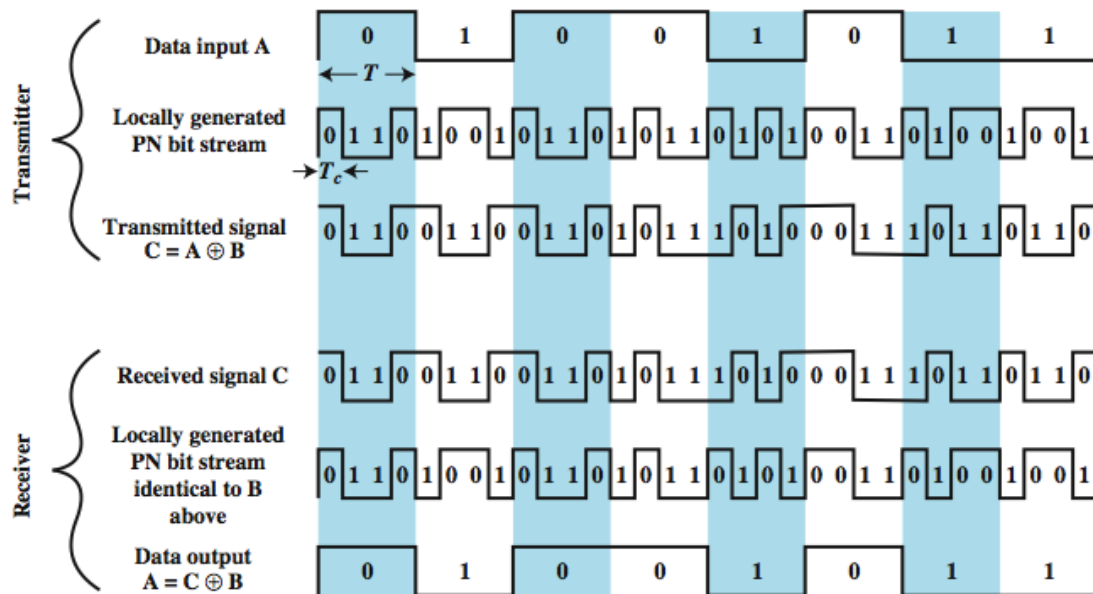 Transmitter
Data input A
0 1 0 0 1 0 1 1
T
Locally generated
PN bit stream
0 1 1 0 1 0 0 1 0 1 1 0 1 0 1 1 0 1 0 1 0 0 1 1 0 1 0 0 1 0 0 1
T_c
Transmitted signal
C = A ⊕ B
0 1 1 0 0 1 1 0 0 1 1 0 1 0 1 1 1 0 1 0 0 0 1 1 1 0 1 1 0 1 1 0
Receiver
Received signal C
0 1 1 0 0 1 1 0 0 1 1 0 1 0 1 1 1 0 1 0 0 0 1 1 1 0 1 1 0 1 1 0
Locally generated
PN bit stream
identical to B
above
0 1 1 0 1 0 0 1 0 1 1 0 1 0 1 1 0 1 0 1 0 0 1 1 0 1 0 0 1 0 0 1
Data output
A = C ⊕ B
0 1 0 0 1 0 1 1